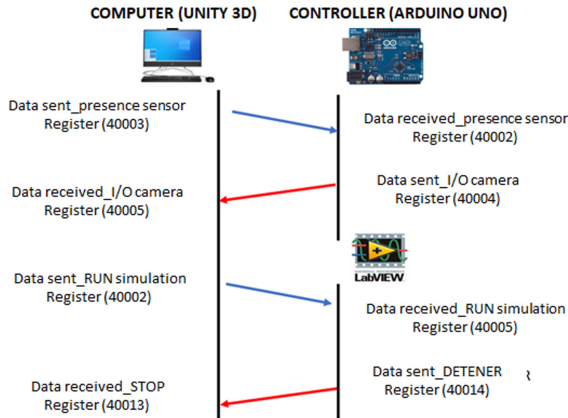 COMPUTER (UNITY 3D)
CONTROLLER (ARDUINO UNO)
Data sent_presence sensor
Register (40003)
Data received_presence sensor
Register (40002)
Data received_I/O camera
Register (40005)
Data sent_I/O camera
Register (40004)
LabVIEW
Data sent_RUN simulation
Register (40002)
Data received_RUN simulation
Register (40005)
Data sent_DETENER
Register (40014)
Data received_STOP
Register (40013)